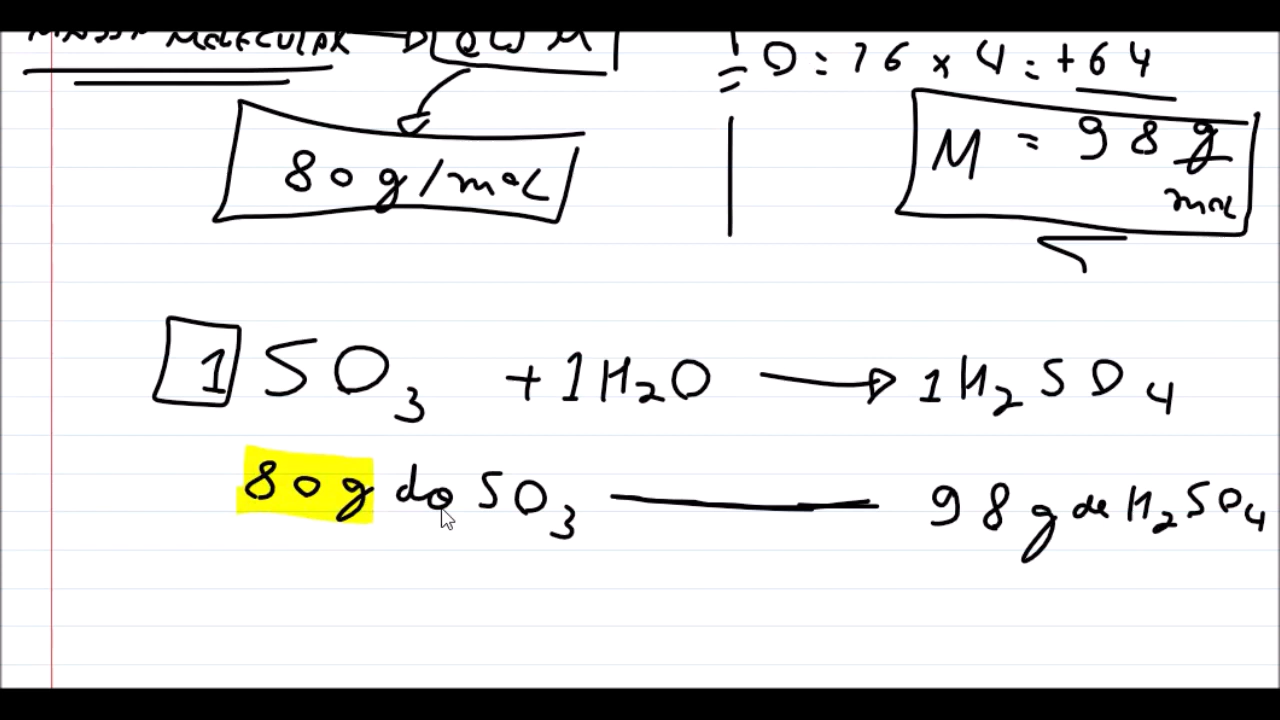 MASSA MOLECULAR
O = 16 x 4 = +64
80 g/mol
M = 98 g
mol
1 SO3 + 1 H2O → 1 H2SO4
80 g do SO3 — 98 g de H2SO4